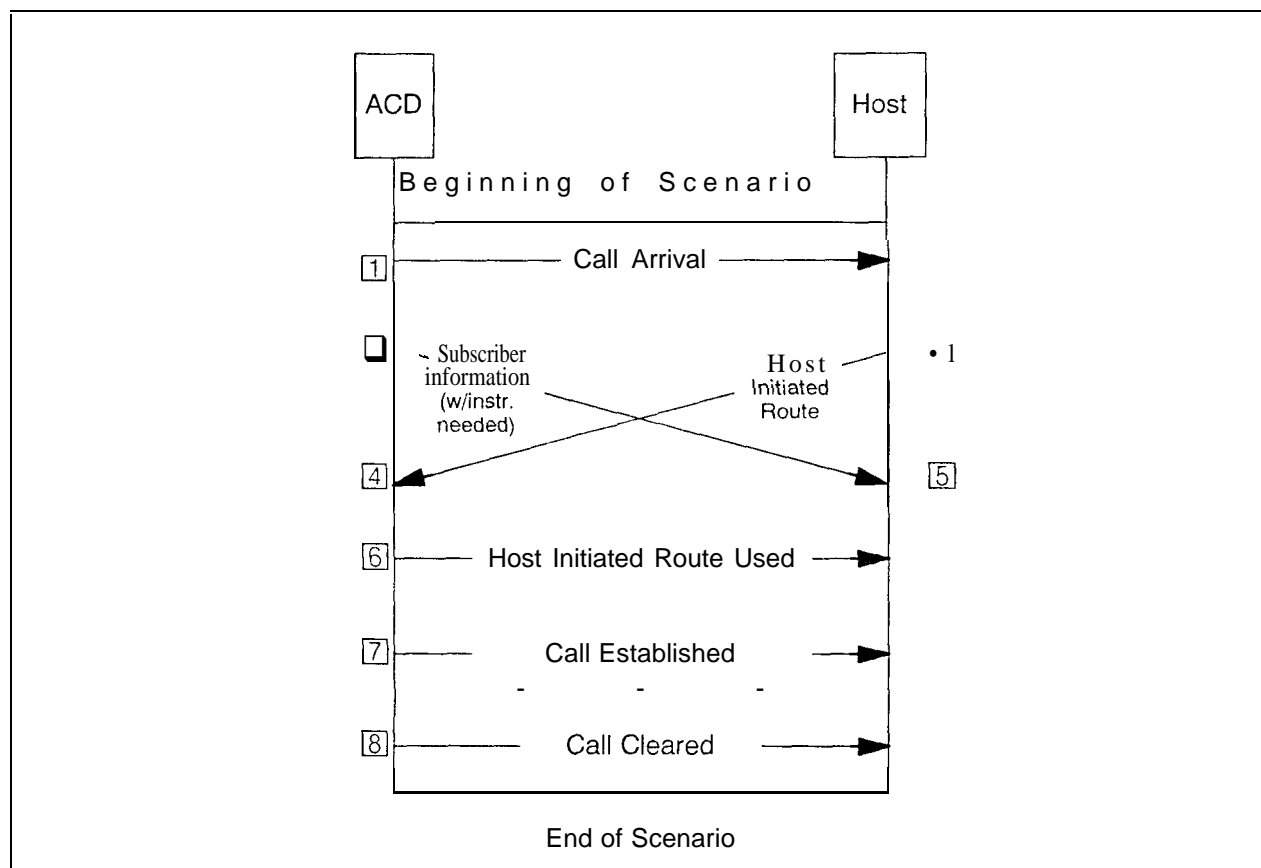 ACD
Host
Beginning of Scenario
1
Call Arrival
Subscriber
information
(w/instr.
needed)
Host
Initiated
Route
• 1
4
5
6
Host Initiated Route Used
7
Call Established
- - -
8
Call Cleared
End of Scenario